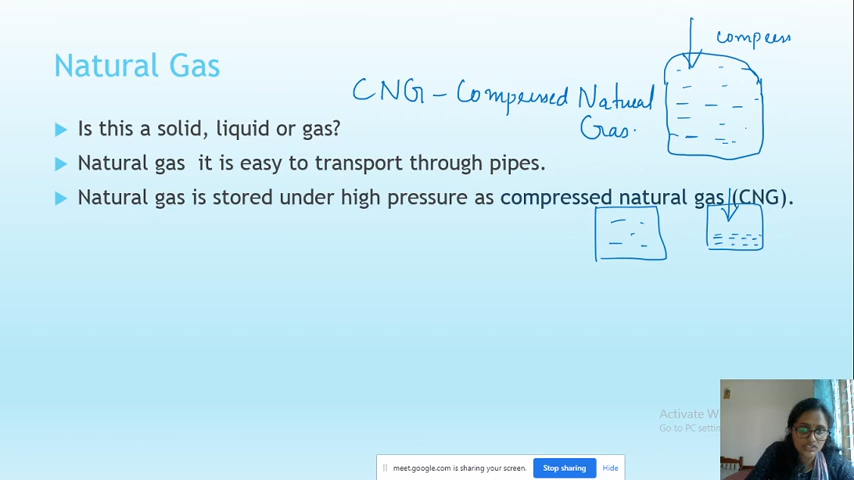 compress
Natural Gas
CNG – Compressed Natural
Gas.
Is this a solid, liquid or gas?
Natural gas it is easy to transport through pipes.
Natural gas is stored under high pressure as compressed natural gas (CNG).
Activate W
Go to PC settin
meet.google.com is sharing your screen.
Stop sharing
Hide